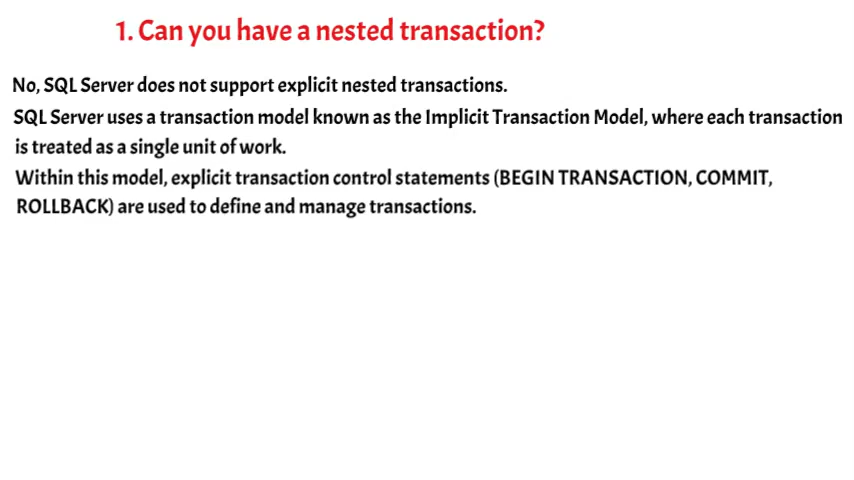 1. Can you have a nested transaction?
No, SQL Server does not support explicit nested transactions.
SQL Server uses a transaction model known as the Implicit Transaction Model, where each transaction
is treated as a single unit of work.
Within this model, explicit transaction control statements (BEGIN TRANSACTION, COMMIT,
ROLLBACK) are used to define and manage transactions.